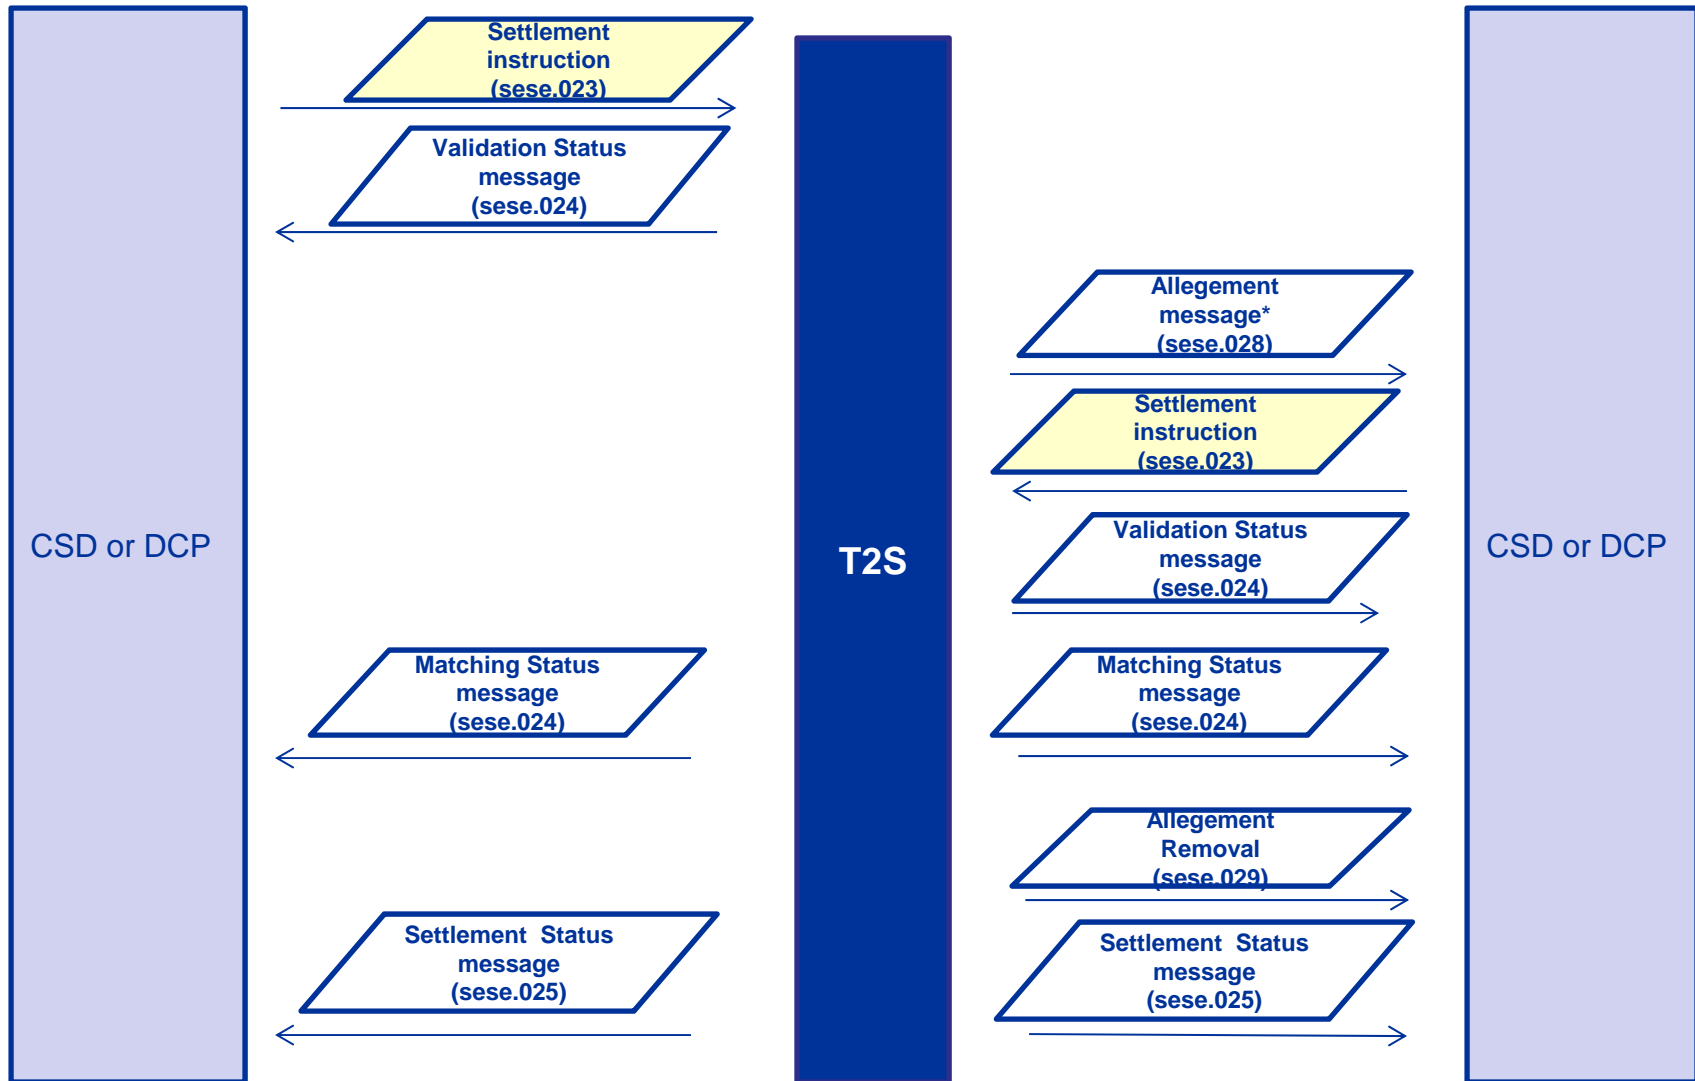 Settlement
instruction
(sese.023)
Validation Status
message
(sese.024)
Allegement
message*
(sese.028)
Settlement
instruction
(sese.023)
CSD or DCP
T2S
Validation Status
message
(sese.024)
CSD or DCP
Matching Status
message
(sese.024)
Matching Status
message
(sese.024)
Allegement
Removal
(sese.029)
Settlement  Status
message
(sese.025)
Settlement  Status
message
(sese.025)